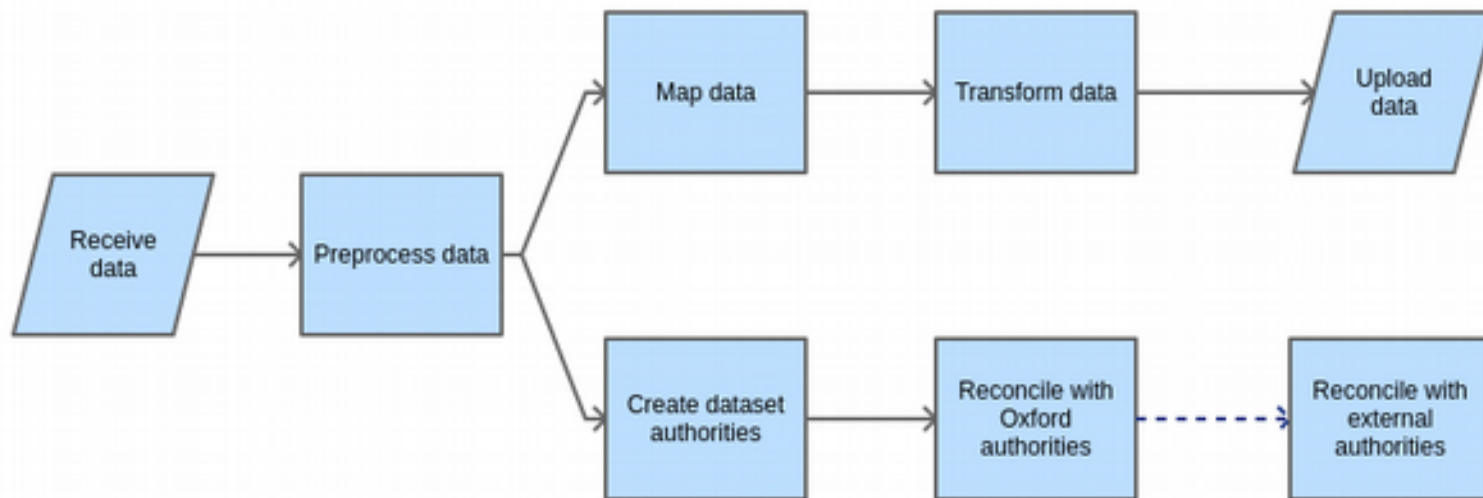 Map data
Transform data
Upload
data
Receive
data
Preprocess data
Create dataset
authorities
Reconcile with
Oxford
authorities
Reconcile with
external
authorities